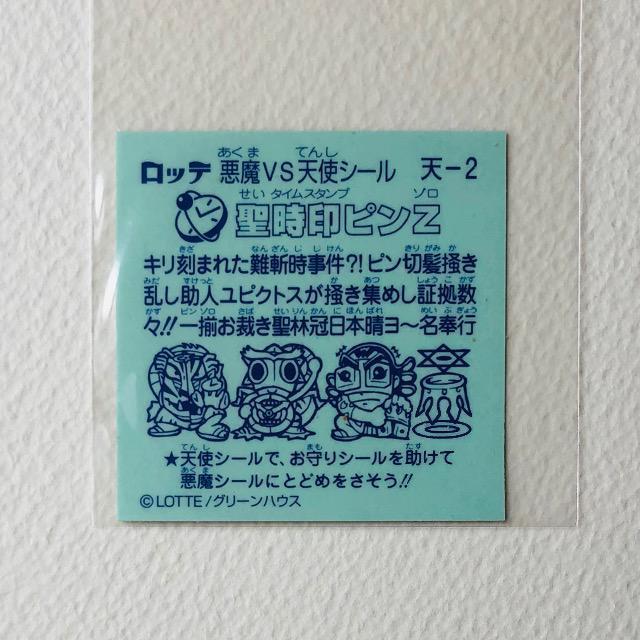 ロッテ 悪魔VS天使シール 天-2
聖時印ピンZ
キリ刻まれた難斬時事件?! ピン切髪掻き
乱し助人ユピクトスが掻き集めし証拠数
々!! 一揃お裁き聖林冠日本晴ヨ〜名奉行
★天使シールで、お守りシールを助けて
悪魔シールにとどめをさそう!!
©LOTTE/グリーンハウス